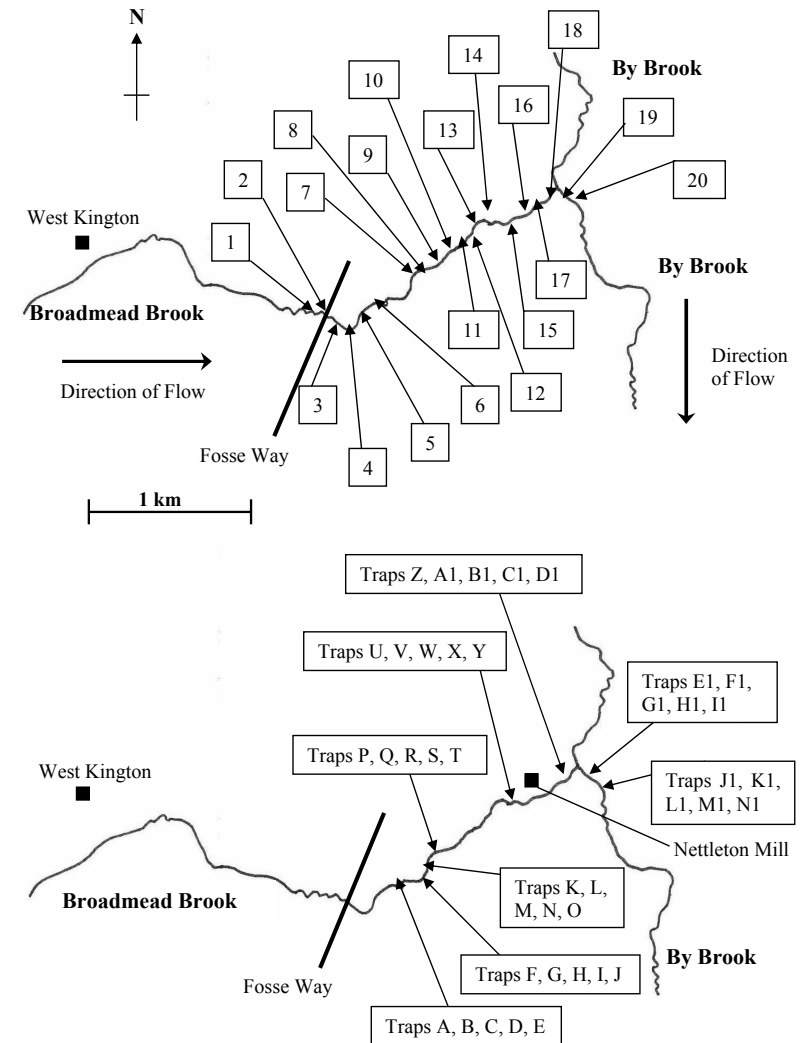 N
18
14
By Brook
10
16
13
8
19
9
2
7
20
West Kington
1
17
By Brook
Broadmead Brook
11
15
Direction
of Flow
6
12
Direction of Flow
3
5
Fosse Way
4
1 km
Traps Z, A1, B1, C1, D1
Traps U, V, W, X, Y
Traps E1, F1,
G1, H1, I1
Traps P, Q, R, S, T
West Kington
Traps J1, K1,
L1, M1, N1
Nettleton Mill
Traps K, L,
M, N, O
Broadmead Brook
By Brook
Traps F, G, H, I, J
Fosse Way
Traps A, B, C, D, E